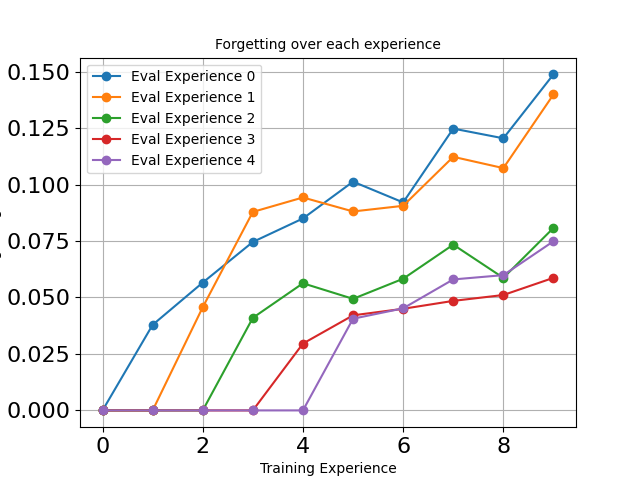 Forgetting over each experience
Eval Experience 0
Eval Experience 1
Eval Experience 2
Eval Experience 3
Eval Experience 4
0.150
0.125
0.100
0.075
0.050
0.025
0.000
0 2 4 6 8
Training Experience